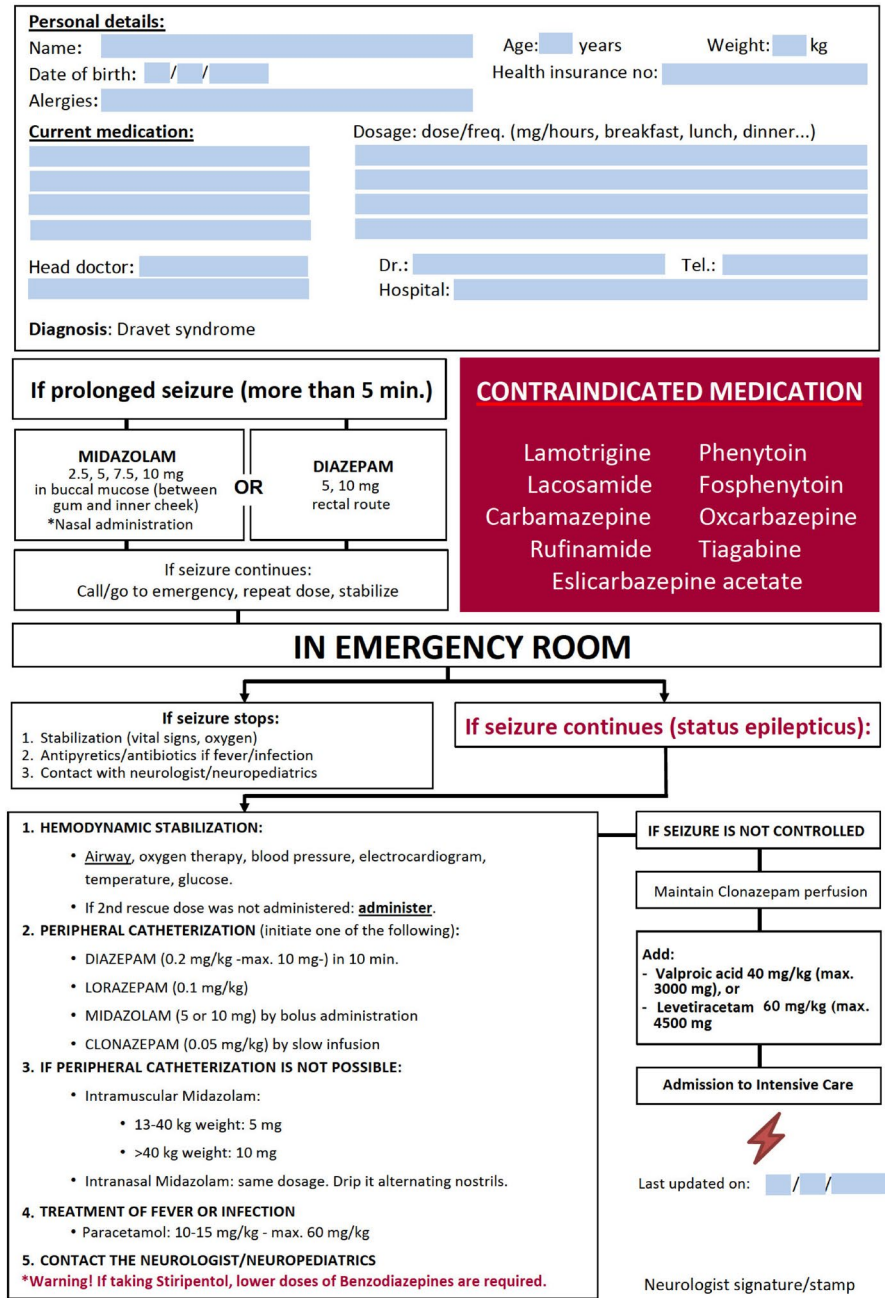 Personal details:
Name: Age: years Weight: kg
Date of birth: / / Health insurance no:
Alergies:
Current medication: Dosage: dose/freq. (mg/hours, breakfast, lunch, dinner...)
Head doctor: Dr.: Tel.:
Hospital:
Diagnosis: Dravet syndrome
If prolonged seizure (more than 5 min.)
MIDAZOLAM
2.5, 5, 7.5, 10 mg
in buccal mucose (between
gum and inner cheek)
*Nasal administration
OR
DIAZEPAM
5, 10 mg
rectal route
If seizure continues:
Call/go to emergency, repeat dose, stabilize
CONTRAINDICATED MEDICATION
Lamotrigine Phenytoin
Lacosamide Fosphenytoin
Carbamazepine Oxcarbazepine
Rufinamide Tiagabine
Eslicarbazepine acetate
IN EMERGENCY ROOM
If seizure stops:
1. Stabilization (vital signs, oxygen)
2. Antipyretics/antibiotics if fever/infection
3. Contact with neurologist/neuropediatrics
If seizure continues (status epilepticus):
1. HEMODYNAMIC STABILIZATION:
• Airway, oxygen therapy, blood pressure, electrocardiogram,
temperature, glucose.
• If 2nd rescue dose was not administered: administer.
2. PERIPHERAL CATHETERIZATION (initiate one of the following):
• DIAZEPAM (0.2 mg/kg -max. 10 mg-) in 10 min.
• LORAZEPAM (0.1 mg/kg)
• MIDAZOLAM (5 or 10 mg) by bolus administration
• CLONAZEPAM (0.05 mg/kg) by slow infusion
3. IF PERIPHERAL CATHETERIZATION IS NOT POSSIBLE:
• Intramuscular Midazolam:
• 13-40 kg weight: 5 mg
• >40 kg weight: 10 mg
• Intranasal Midazolam: same dosage. Drip it alternating nostrils.
4. TREATMENT OF FEVER OR INFECTION
• Paracetamol: 10-15 mg/kg - max. 60 mg/kg
5. CONTACT THE NEUROLOGIST/NEUROPEDIATRICS
*Warning! If taking Stiripentol, lower doses of Benzodiazepines are required.
IF SEIZURE IS NOT CONTROLLED
Maintain Clonazepam perfusion
Add:
- Valproic acid 40 mg/kg (max.
3000 mg), or
- Levetiracetam 60 mg/kg (max.
4500 mg
Admission to Intensive Care
Last updated on: / /
Neurologist signature/stamp